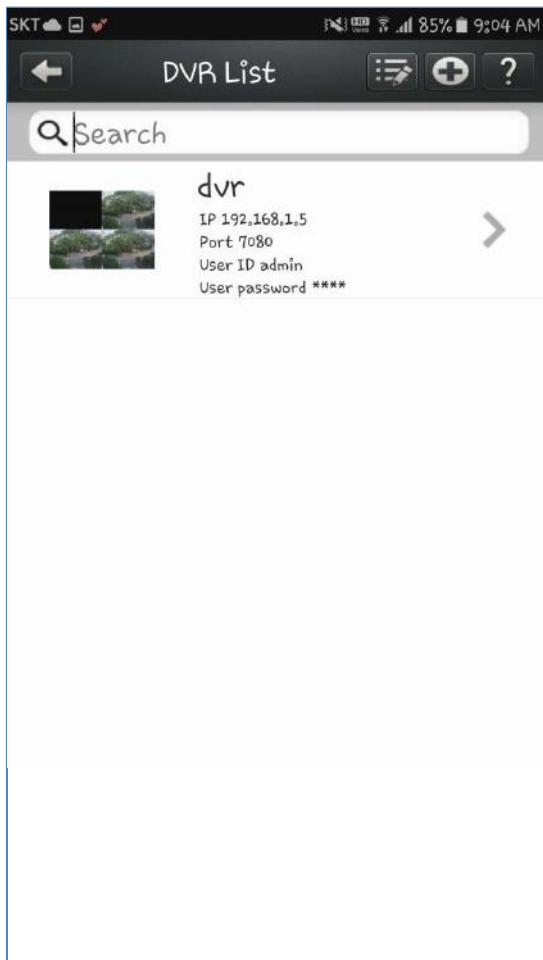 SKT 85% 9:04 AM
DVR List ?
Search
dvr
IP 192.168.1.5
Port 7080
User ID admin
User password ****